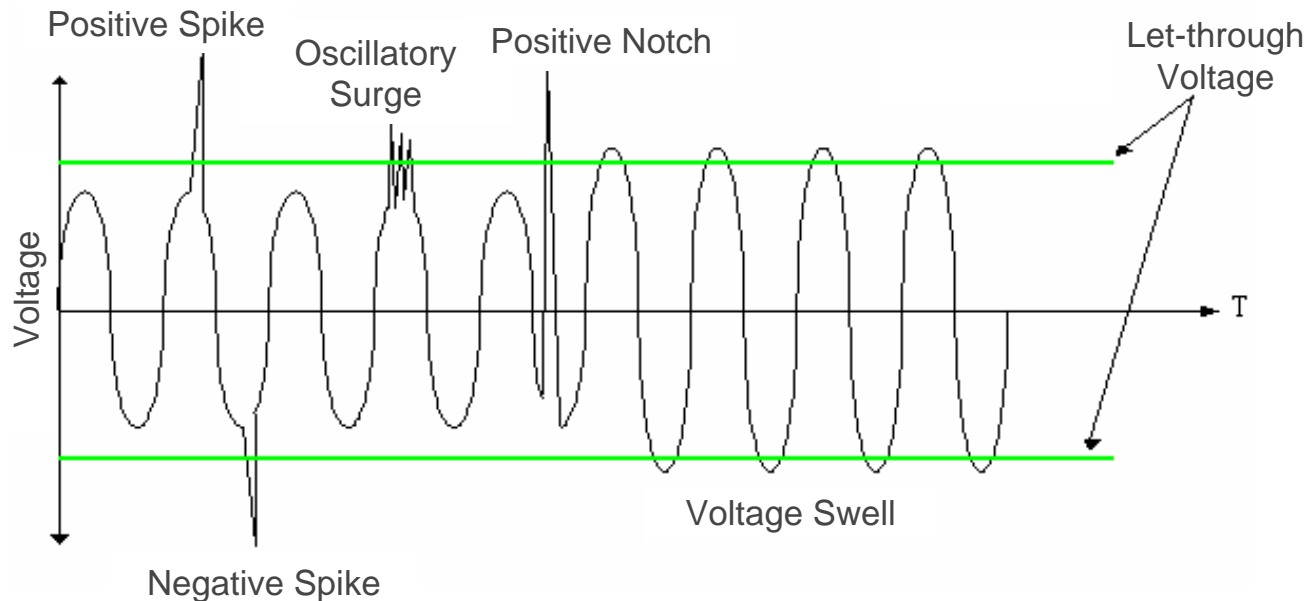 Positive Spike
Oscillatory
Surge
Positive Notch
Let-through
Voltage
Voltage
T
Voltage Swell
Negative Spike